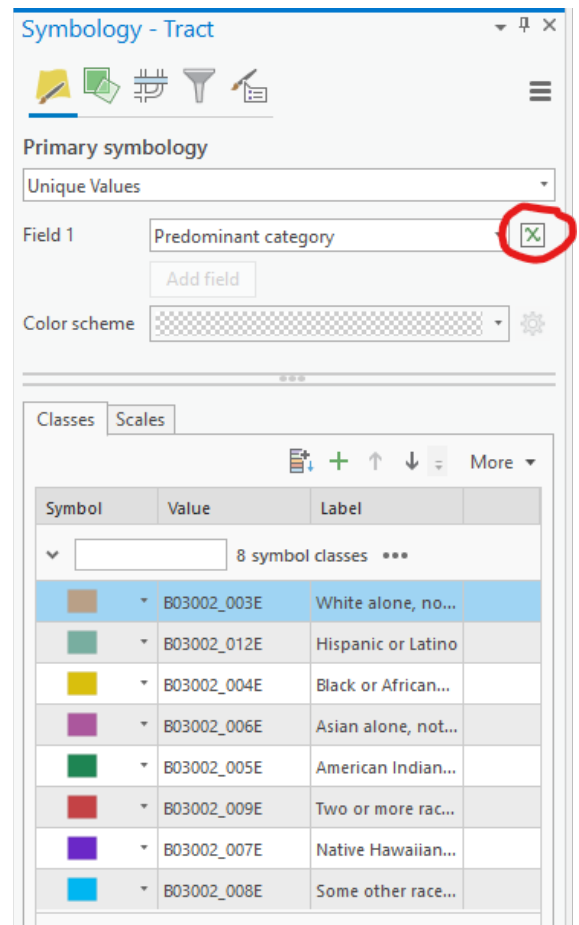 Symbology - Tract
Primary symbology
Unique Values
Field 1 Predominant category
Add field
Color scheme
Classes Scales
More
Symbol Value Label
8 symbol classes
B03002_003E White alone, no...
B03002_012E Hispanic or Latino
B03002_004E Black or African...
B03002_006E Asian alone, not...
B03002_005E American Indian...
B03002_009E Two or more rac...
B03002_007E Native Hawaiian...
B03002_008E Some other race...